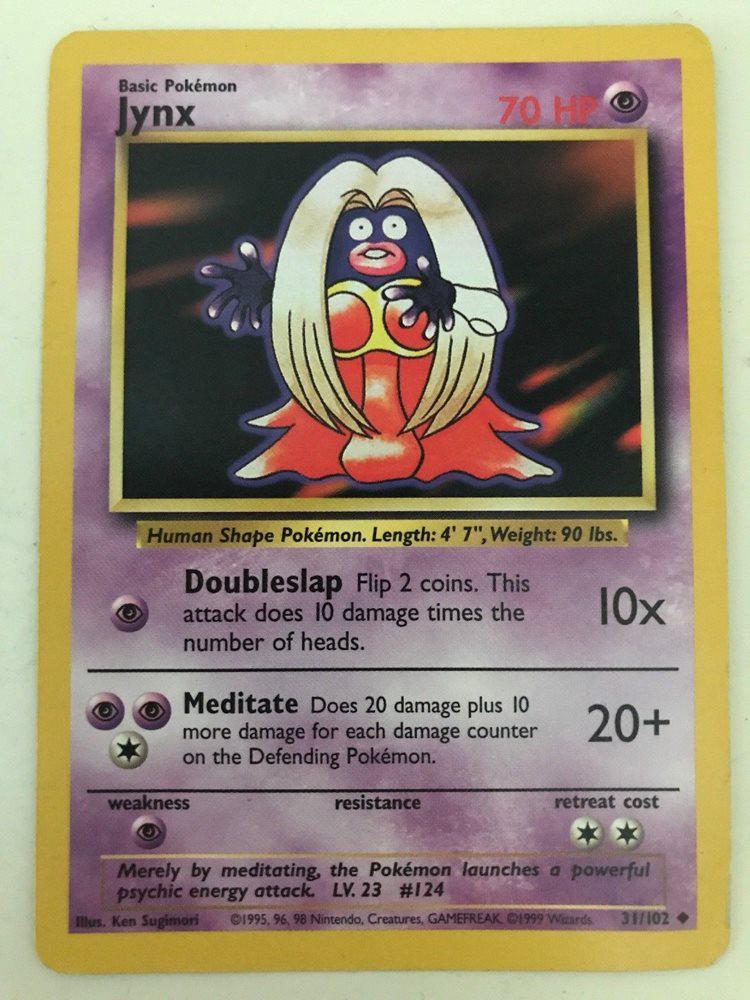 Basic Pokémon
Jynx
70 HP
Human Shape Pokémon. Length: 4' 7", Weight: 90 lbs.
Doubleslap Flip 2 coins. This
attack does 10 damage times the
number of heads.
10x
Meditate Does 20 damage plus 10
more damage for each damage counter
on the Defending Pokémon.
20+
weakness resistance retreat cost
Merely by meditating, the Pokémon launches a powerful
psychic energy attack. LV. 23 #124
Illus. Ken Sugimori ©1995, 96, 98 Nintendo, Creatures, GAMEFREAK. ©1999 Wizards. 31/102